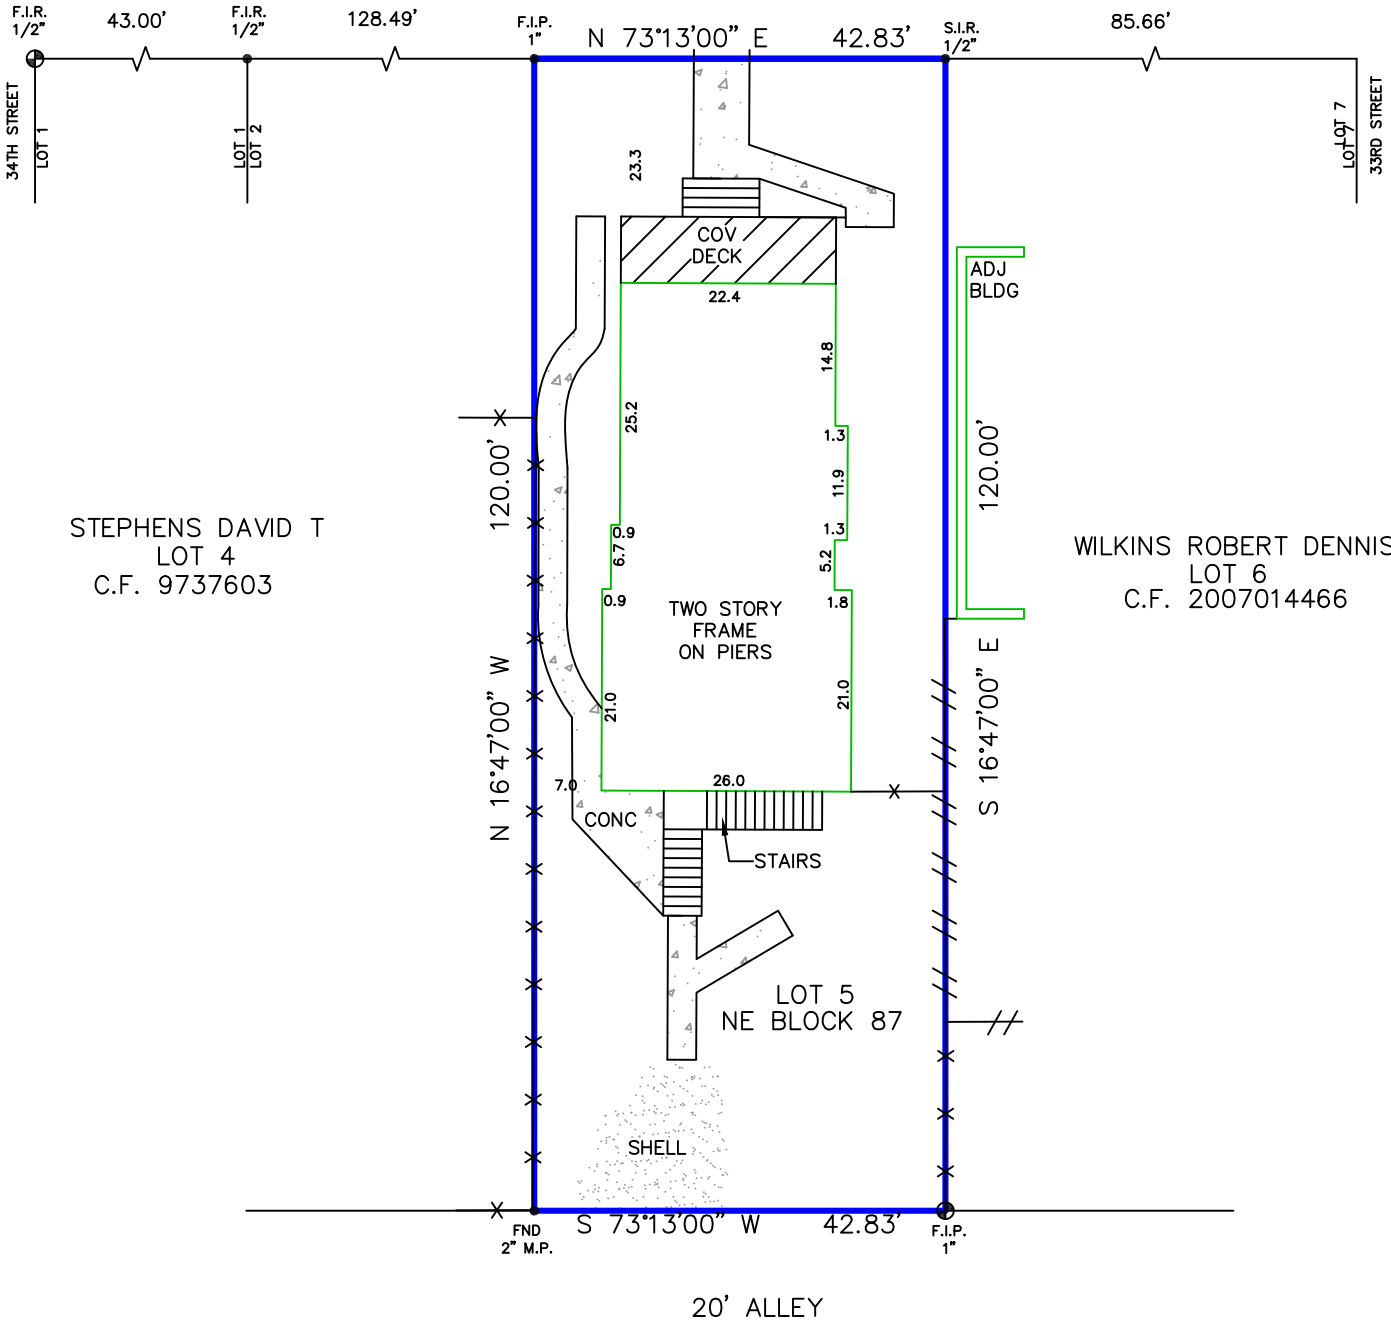 F.I.R.
1/2"
43.00'
F.I.R.
1/2"
128.49'
F.I.P.
1"
N 73°13'00" E 42.83'
S.I.R.
1/2"
85.66'
34TH STREET
LOT 1
LOT 1
LOT 2
LOT 7
LOT 7
33RD STREET
23.3
COV
DECK
22.4
ADJ
BLDG
14.8
25.2
1.3
11.9
1.3
5.2
1.8
0.9
6.7
0.9
120.00'
120.00'
STEPHENS DAVID T
LOT 4
C.F. 9737603
WILKINS ROBERT DENNIS
LOT 6
C.F. 2007014466
TWO STORY
FRAME
ON PIERS
N 16°47'00" W
S 16°47'00" E
21.0
21.0
7.0
26.0
CONC
STAIRS
LOT 5
NE BLOCK 87
SHELL
S 73°13'00" W 42.83'
FND
2" M.P.
F.I.P.
1"
20' ALLEY